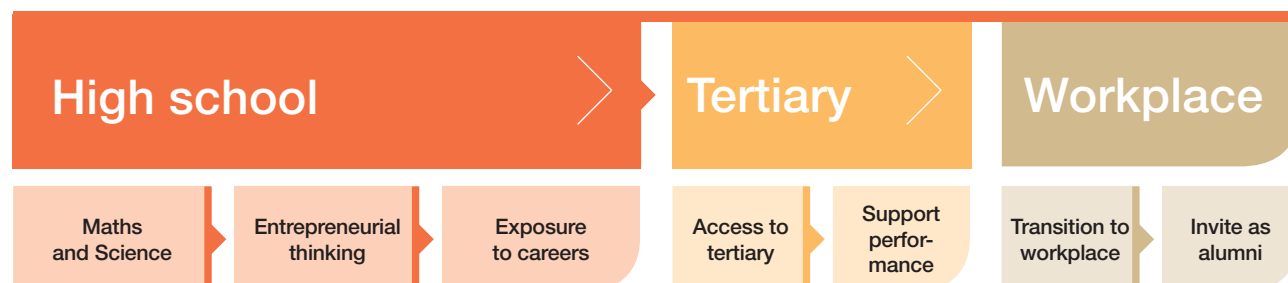 High school
Tertiary
Workplace
Maths
and Science
Entrepreneurial
thinking
Exposure
to careers
Access to
tertiary
Support
perfor-
mance
Transition to
workplace
Invite as
alumni